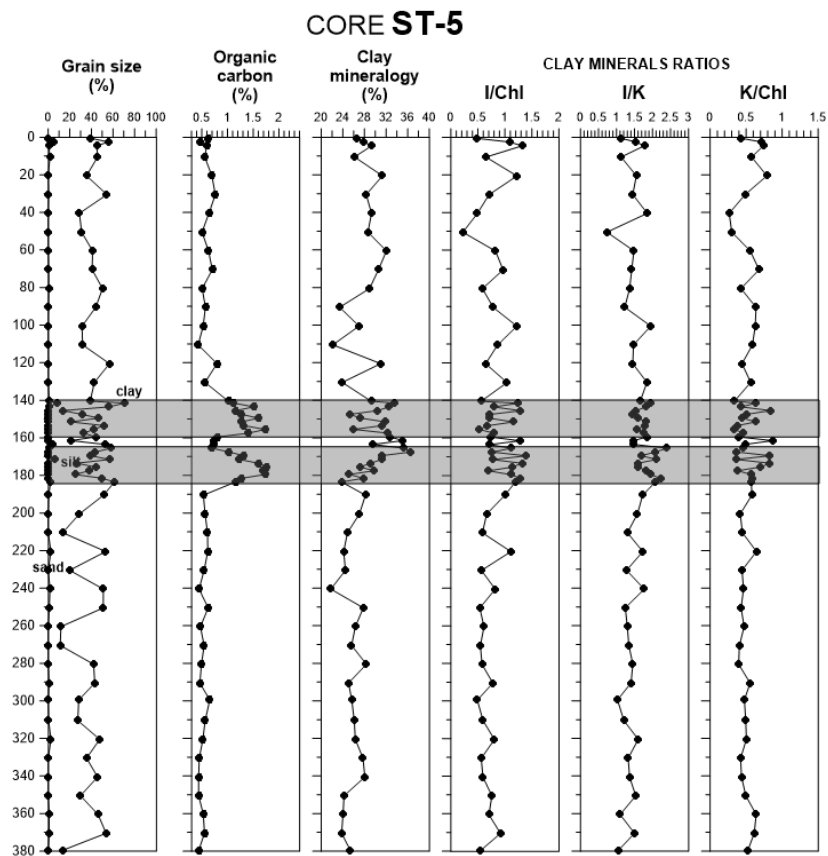 CORE ST-5
Grain size
(%)
Organic
carbon
(%)
Clay
mineralogy
(%)
CLAY MINERALS RATIOS
I/Chl
I/K
K/Chl
0 20 40 60 80 100
0.5 1 1.5 2
20 24 28 32 36 40
0 0.5 1 1.5 2
0 0.5 1 1.5 2 2.5 3
0 0.5 1 1.5
0
20
40
60
80
100
120
140
160
180
200
220
240
260
280
300
320
340
360
380
clay
silt
sand